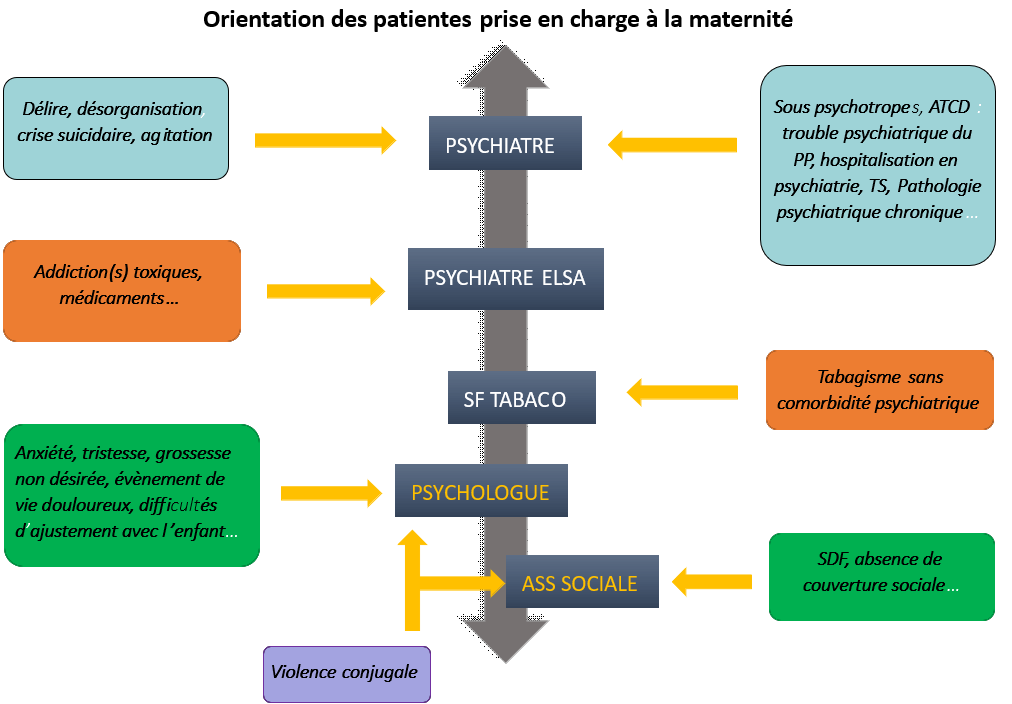 Orientation des patientes prise en charge à la maternité
Délire, désorganisation,
crise suicidaire, agitation
PSYCHIATRE
Sous psychotropes, ATCD :
trouble psychiatrique du
PP, hospitalisation en
psychiatrie, TS, Pathologie
psychiatrique chronique…
Addiction(s) toxiques,
médicaments…
PSYCHIATRE ELSA
SF TABACO
Tabagisme sans
comorbidité psychiatrique
Anxiété, tristesse, grossesse
non désirée, évènement de
vie douloureux, difficultés
d’ajustement avec l’enfant…
PSYCHOLOGUE
ASS SOCIALE
SDF, absence de
couverture sociale…
Violence conjugale